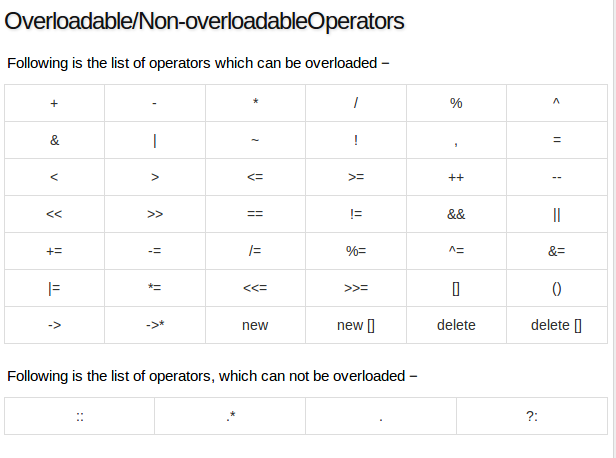 Overloadable/Non-overloadableOperators
Following is the list of operators which can be overloaded −
+ - * / % ^
& | ~ ! , =
< > <= >= ++ --
<< >> == != && ||
+= -= /= %= ^= &=
|= *= <<= >>= [] ()
-> ->* new new [] delete delete []
Following is the list of operators, which can not be overloaded −
:: .* . ?: